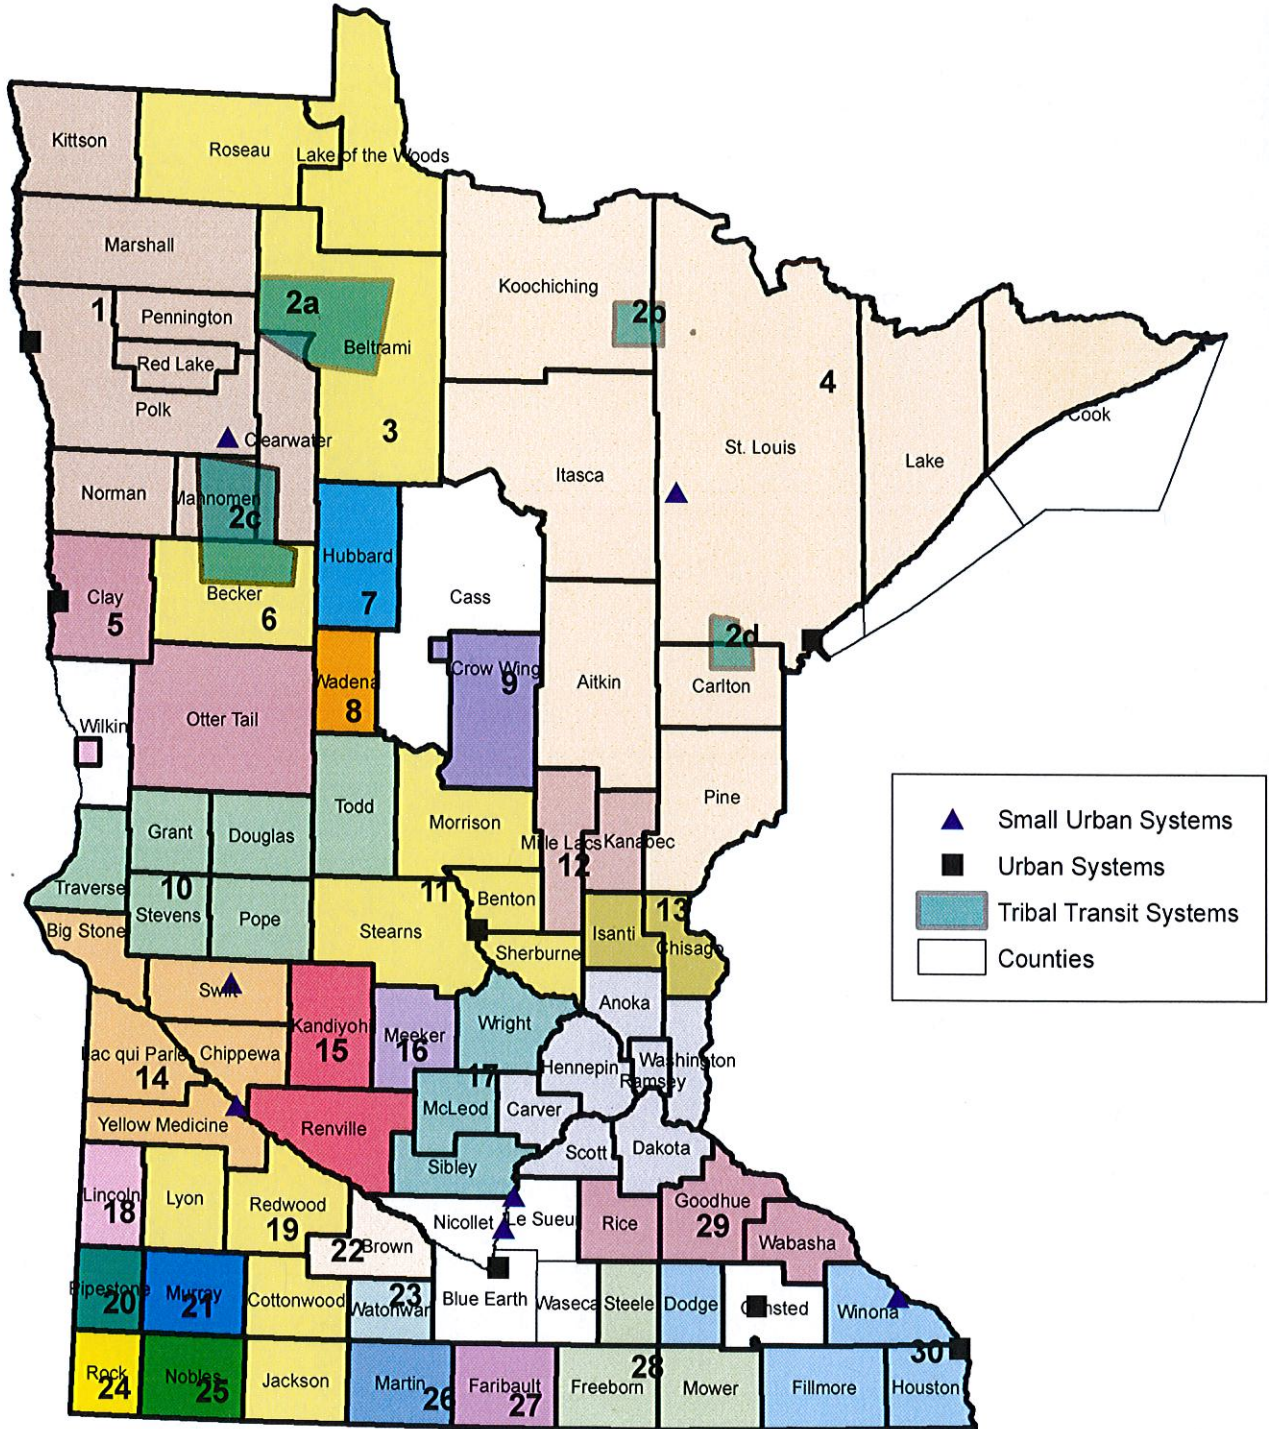 Kittson
Roseau
Lake of the Woods
Marshall
Koochiching
1
Pennington
2a
2b
Beltrami
Red Lake
4
Polk
Clearwater
3
Cook
St. Louis
Lake
Itasca
Norman
Mahnomen
2c
Hubbard
Clay
5
Becker
6
7
Cass
2d
Wadena
8
Crow Wing
9
Aitkin
Carlton
Otter Tail
Wilkin
Pine
Todd
Grant
Douglas
Morrison
Mille Lacs
Kanabec
12
Small Urban Systems
Urban Systems
Tribal Transit Systems
Counties
Traverse
10
11
Benton
13
Stevens
Pope
Stearns
Isanti
Big Stone
Sherburne
Chisago
Swift
Anoka
Kandiyohi
15
Meeker
16
Wright
Lac qui Parle
14
Chippewa
Hennepin
Washington
Ramsey
17
McLeod
Carver
Yellow Medicine
Renville
Scott
Dakota
Sibley
Lincoln
18
Lyon
Redwood
19
Nicollet
Le Sueur
Rice
Goodhue
29
Wabasha
22
Brown
Pipestone
20
Murray
21
Cottonwood
Watonwan
23
Blue Earth
Waseca
Steele
Dodge
Olmsted
Winona
Rock
24
Nobles
25
Jackson
Martin
26
Faribault
27
Freeborn
28
Mower
Fillmore
30
Houston